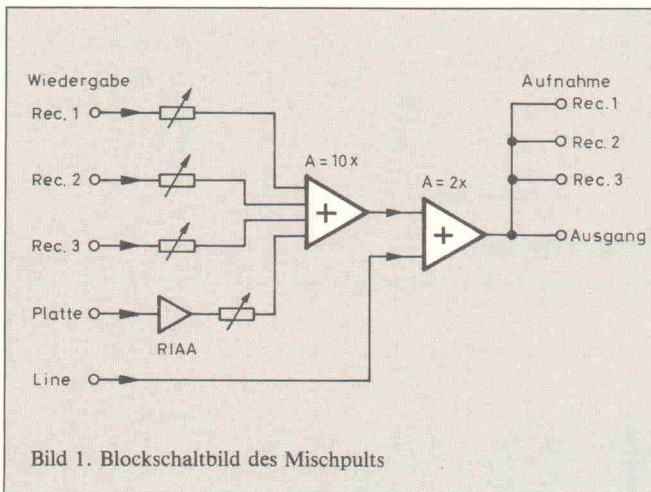 Wiedergabe
Aufnahme
Rec. 1
Rec. 1
Rec. 2
A = 10x
Rec. 2
A = 2x
Rec. 3
+
+
Rec. 3
Ausgang
Platte
RIAA
Line
Bild 1. Blockschaltbild des Mischpults